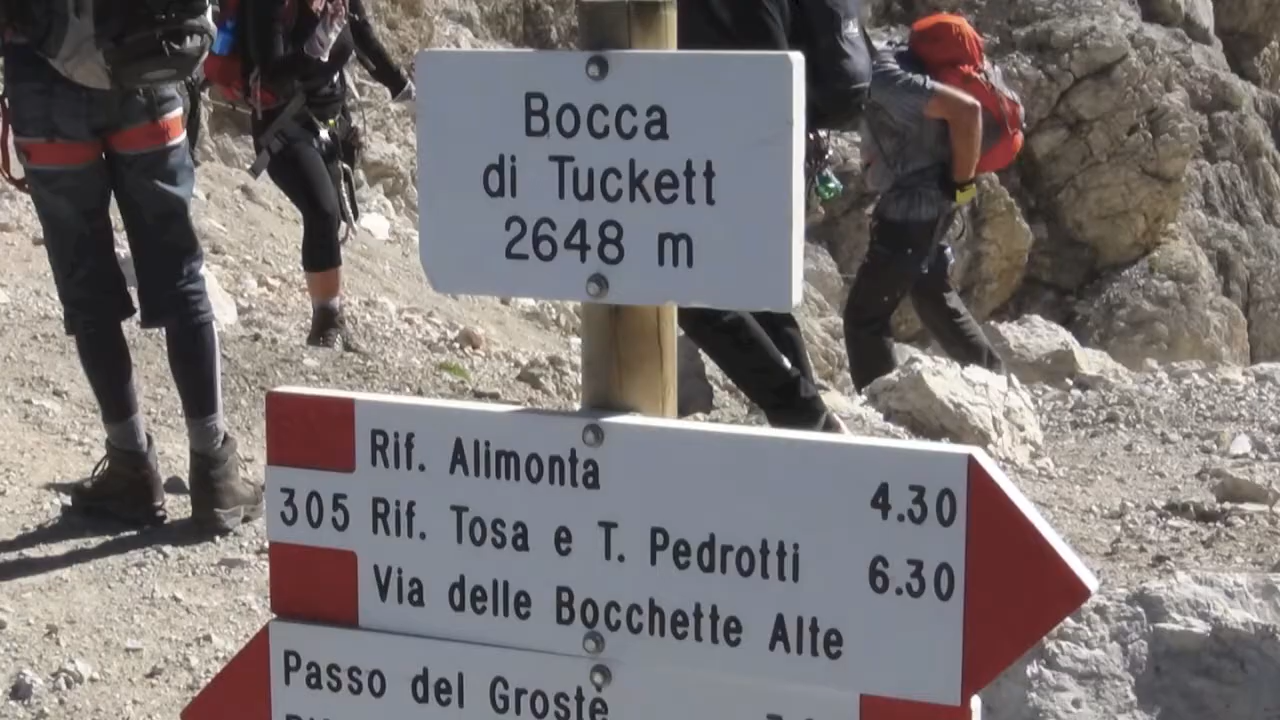 Bocca
di Tuckett
2648 m
Rif. Alimonta 4.30
305 Rif. Tosa e T. Pedrotti 6.30
Via delle Bocchette Alte
Passo del Grostè